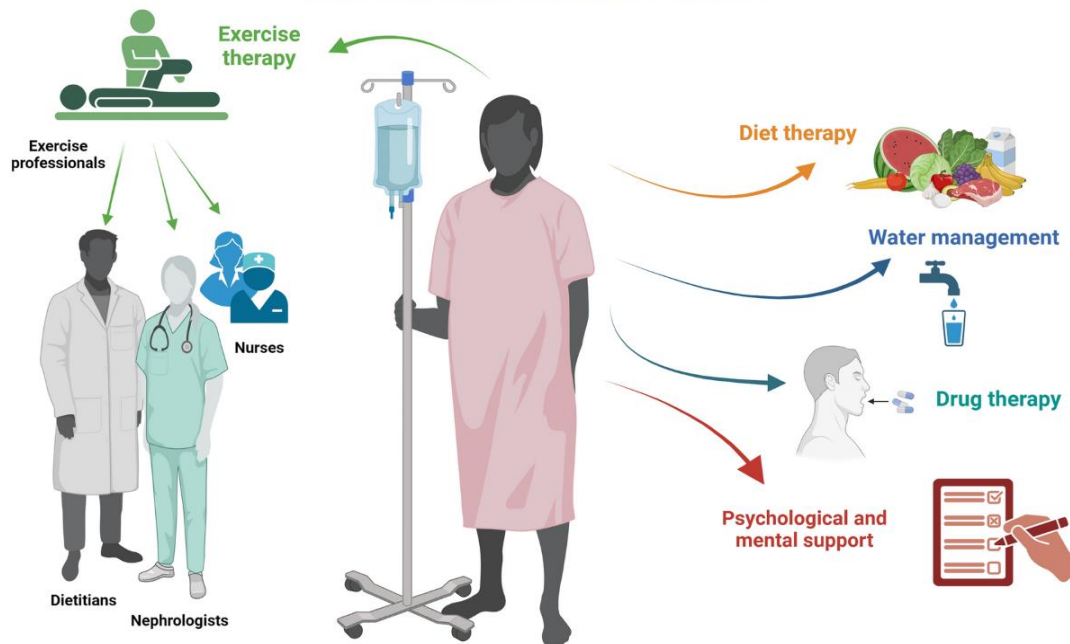 Exercise
therapy
Exercise
professionals
Nurses
Dietitians
Nephrologists
Diet therapy
Water management
Drug therapy
Psychological and
mental support